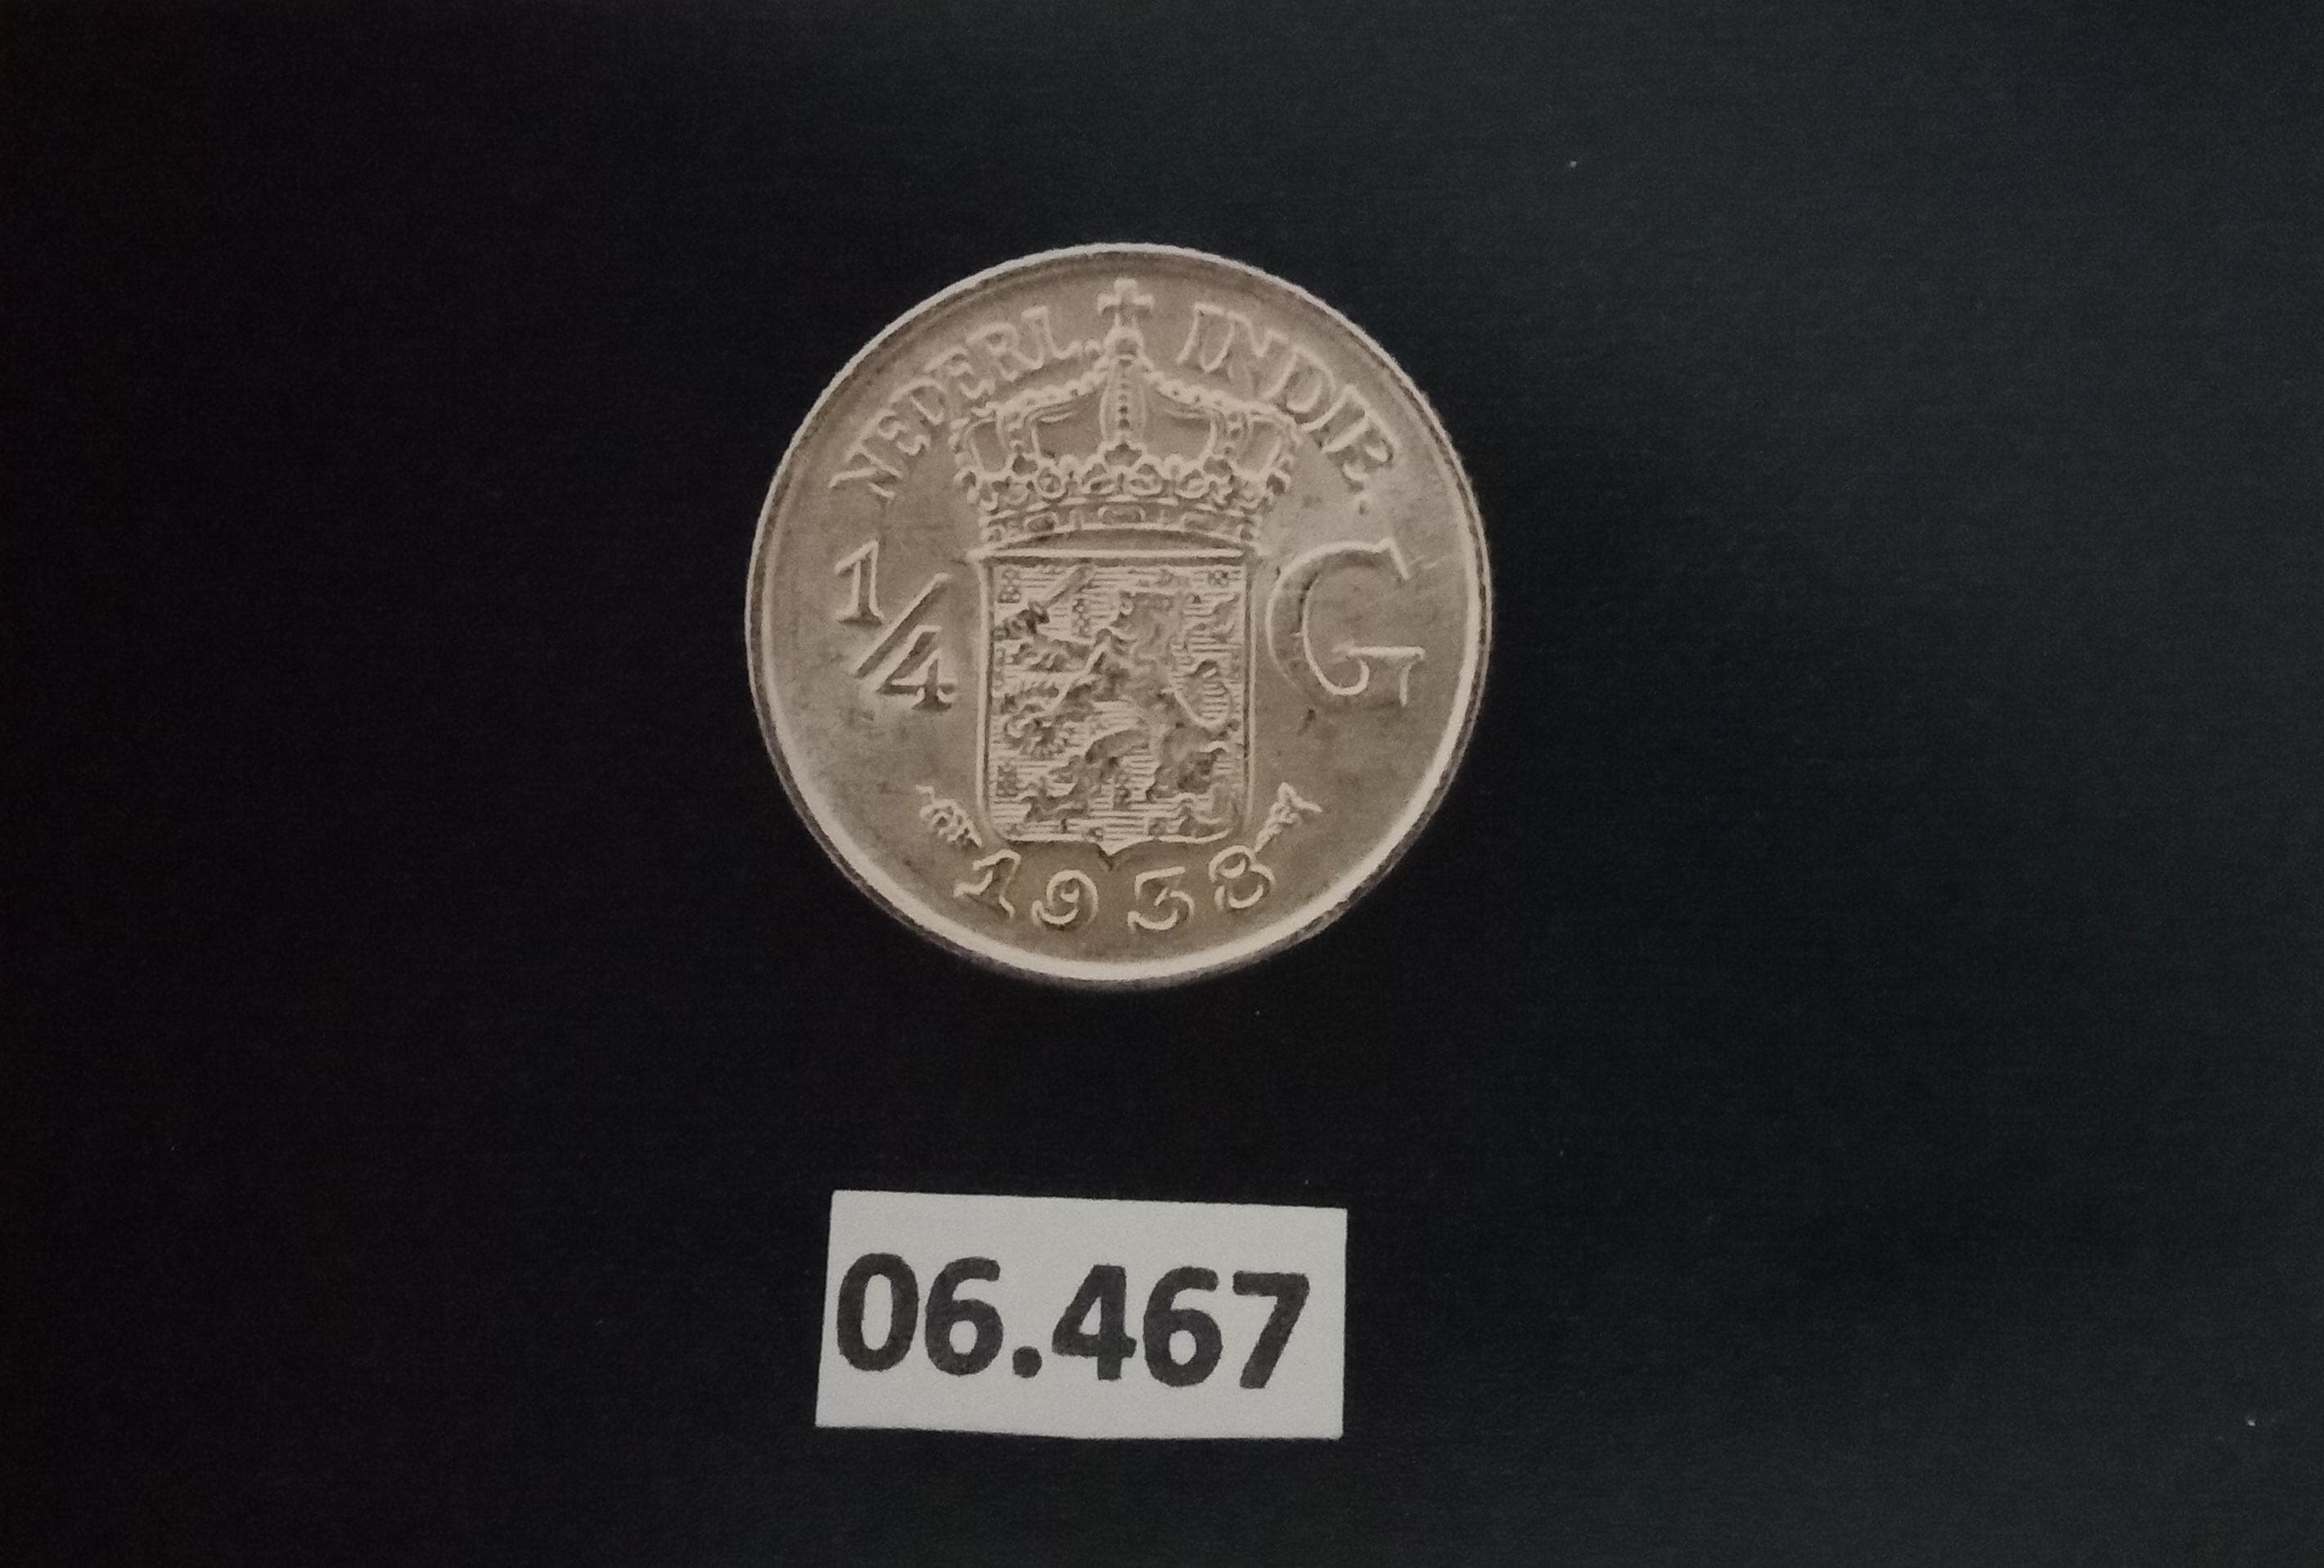 NEDERL. INDIE.
1/4 G
1938
06.467